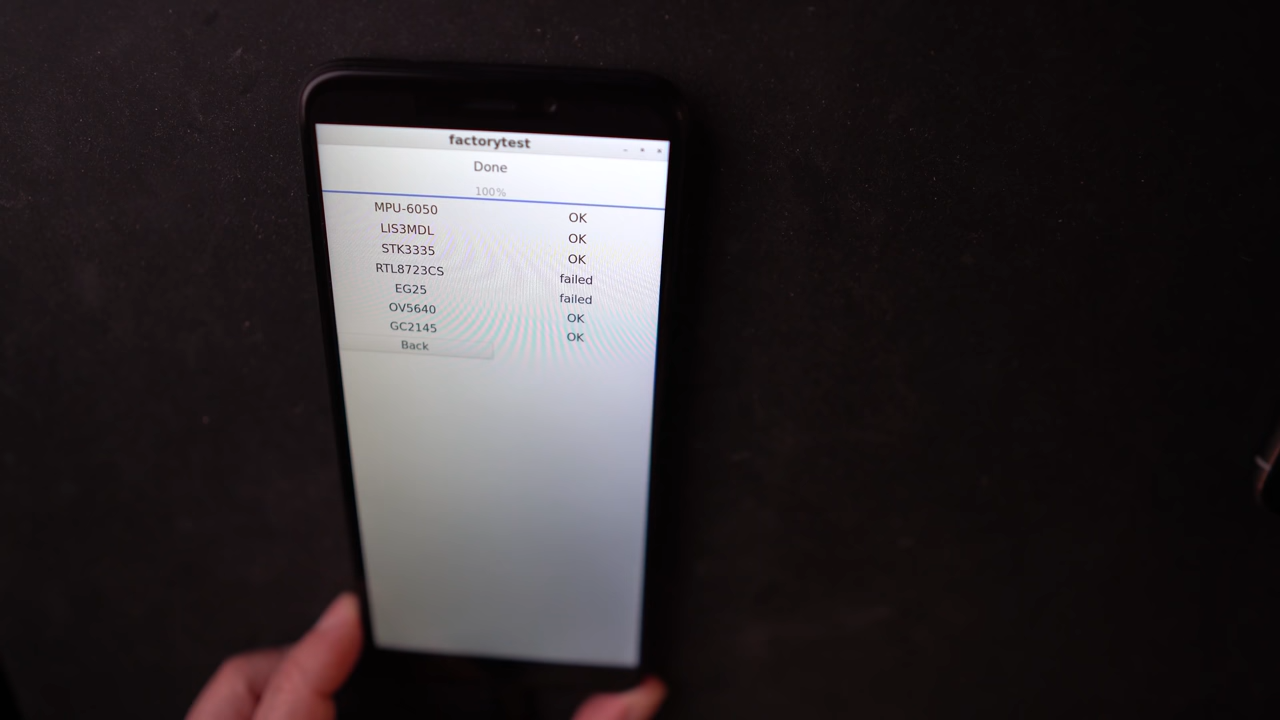 factorytest
Done
100%
MPU-6050 OK
LIS3MDL OK
STK3335 OK
RTL8723CS failed
EG25 failed
OV5640 OK
GC2145 OK
Back